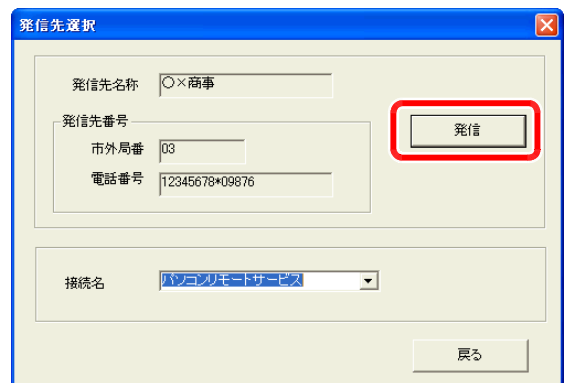 発信先選択
発信先名称 〇×商事
発信先番号
発信
市外局番 03
電話番号 12345678*09876
接続名 パソコンリモートサービス
戻る